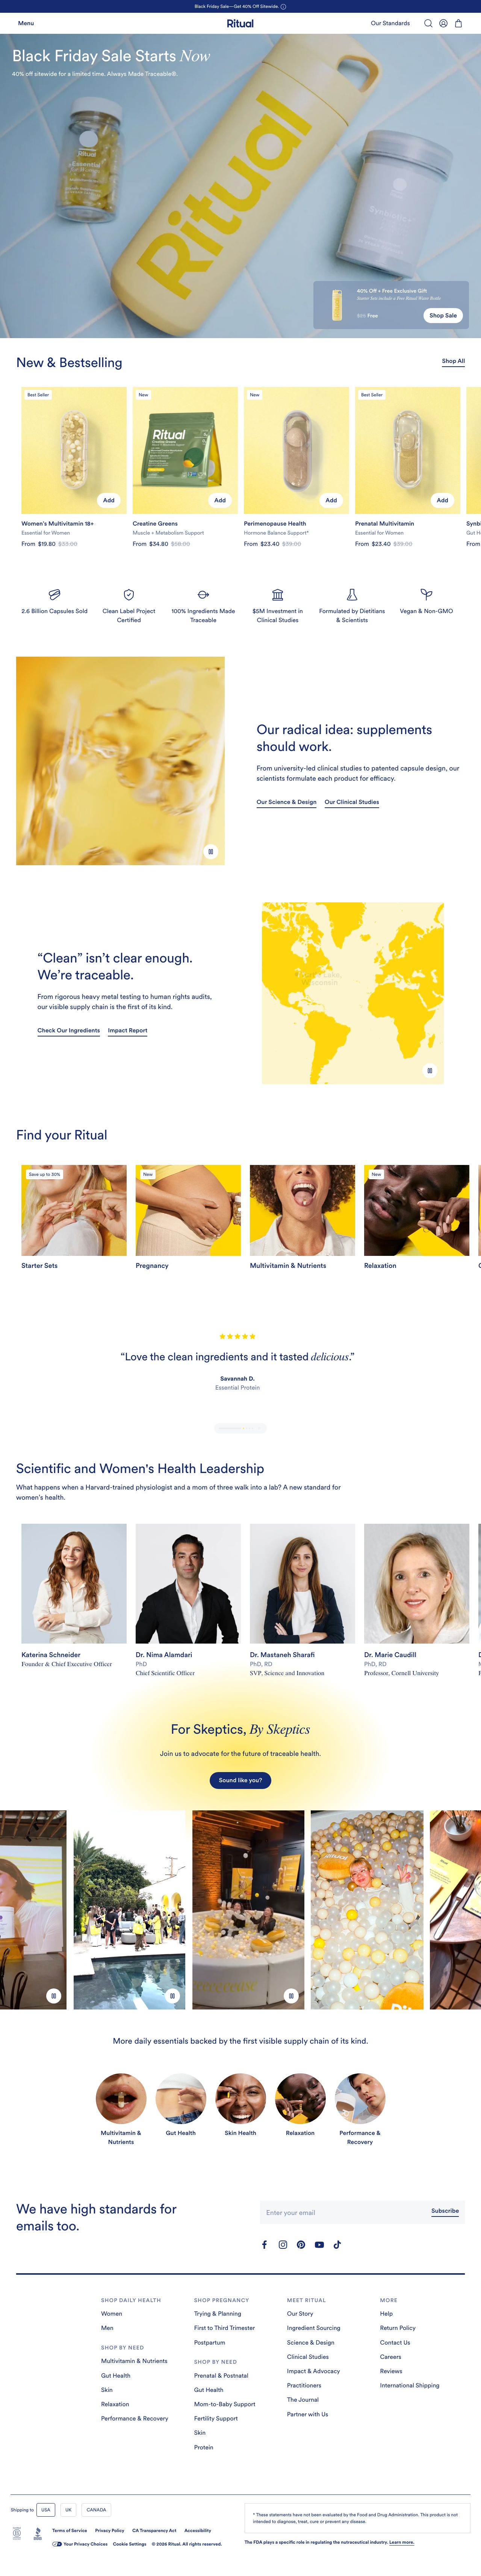 Black Friday Sale—Get 40% Off Sitewide.
Menu
Ritual
Our Standards
Black Friday Sale Starts Now
40% off sitewide for a limited time. Always Made Traceable®.
Ritual
Ritual
Synbiotic+
40% Off + Free Exclusive Gift
Free
Shop Sale
New & Bestselling
Shop All
Best Seller
New
New
Best Seller
Ritual
Add
Add
Add
Add
Women's Multivitamin 18+
Essential for Women
From $19.80 $33.00
Creatine Greens
Muscle + Metabolism Support
From $34.80 $58.00
Perimenopause Health
Hormone Balance Support*
From $23.40 $39.00
Prenatal Multivitamin
Essential for Women
From $23.40 $39.00
Synbi
Gut H
From
2.6 Billion Capsules Sold
Clean Label Project
Certified
100% Ingredients Made
Traceable
$5M Investment in
Clinical Studies
Formulated by Dietitians
& Scientists
Vegan & Non-GMO
Our radical idea: supplements
should work.
From university-led clinical studies to patented capsule design, our
scientists formulate each product for efficacy.
Our Science & Design
Our Clinical Studies
“Clean” isn’t clear enough.
We’re traceable.
From rigorous heavy metal testing to human rights audits,
our visible supply chain is the first of its kind.
Check Our Ingredients
Impact Report
Wisconsin
Find your Ritual
Save up to 30%
New
New
Starter Sets
Pregnancy
Multivitamin & Nutrients
Relaxation
“Love the clean ingredients and it tasted delicious.”
Savannah D.
Essential Protein
Scientific and Women's Health Leadership
What happens when a Harvard-trained physiologist and a mom of three walk into a lab? A new standard for
women’s health.
Katerina Schneider
Founder & Chief Executive Officer
Dr. Nima Alamdari
PhD
Chief Scientific Officer
Dr. Mastaneh Sharafi
PhD, RD
SVP, Science and Innovation
Dr. Marie Caudill
PhD, RD
Professor, Cornell University
For Skeptics, By Skeptics
Join us to advocate for the future of traceable health.
Sound like you?
More daily essentials backed by the first visible supply chain of its kind.
Multivitamin &
Nutrients
Gut Health
Skin Health
Relaxation
Performance &
Recovery
We have high standards for
emails too.
Enter your email
Subscribe
SHOP DAILY HEALTH
Women
Men
SHOP BY NEED
Multivitamin & Nutrients
Gut Health
Skin
Relaxation
Performance & Recovery
SHOP PREGNANCY
Trying & Planning
First to Third Trimester
Postpartum
SHOP BY NEED
Prenatal & Postnatal
Gut Health
Mom-to-Baby Support
Fertility Support
Skin
Protein
MEET RITUAL
Our Story
Ingredient Sourcing
Science & Design
Clinical Studies
Impact & Advocacy
Practitioners
The Journal
Partner with Us
MORE
Help
Return Policy
Contact Us
Careers
Reviews
International Shipping
Shipping to
USA
UK
CANADA
Terms of Service
Privacy Policy
CA Transparency Act
Accessibility
Your Privacy Choices
Cookie Settings
© 2026 Ritual. All rights reserved.
* These statements have not been evaluated by the Food and Drug Administration. This product is not
intended to diagnose, treat, cure or prevent any disease.
The FDA plays a specific role in regulating the nutraceutical industry. Learn more.